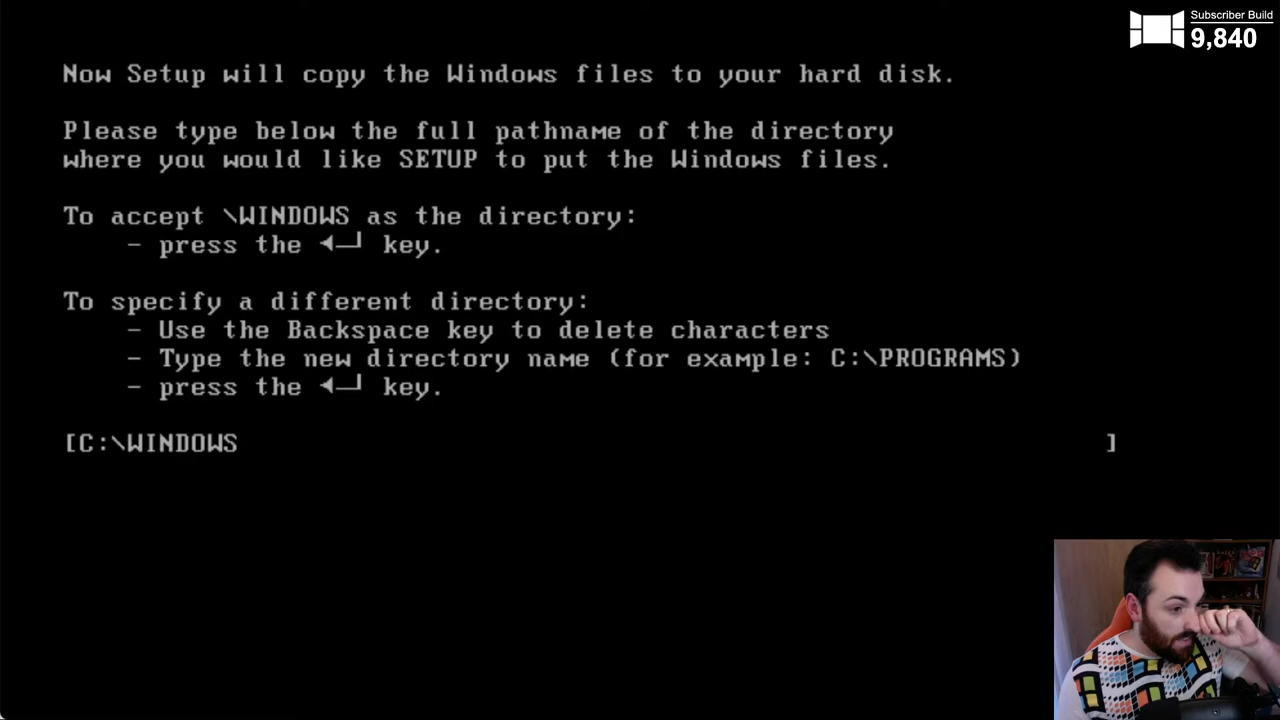 Subscriber Build
9,840
Now Setup will copy the Windows files to your hard disk.
Please type below the full pathname of the directory
where you would like SETUP to put the Windows files.
To accept \WINDOWS as the directory:
- press the ◄─┘ key.
To specify a different directory:
- Use the Backspace key to delete characters
- Type the new directory name (for example: C:\PROGRAMS)
- press the ◄─┘ key.
[C:\WINDOWS ]